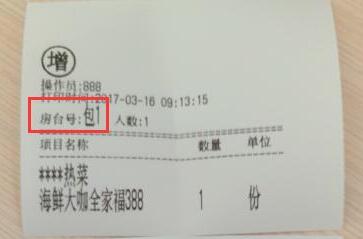 增
操作员:888
打印时间:2017-03-16 09:13:15
房台号:包1 人数:1
项目名称 数量 单位
****热菜
海鲜大咖全家福388 1 份